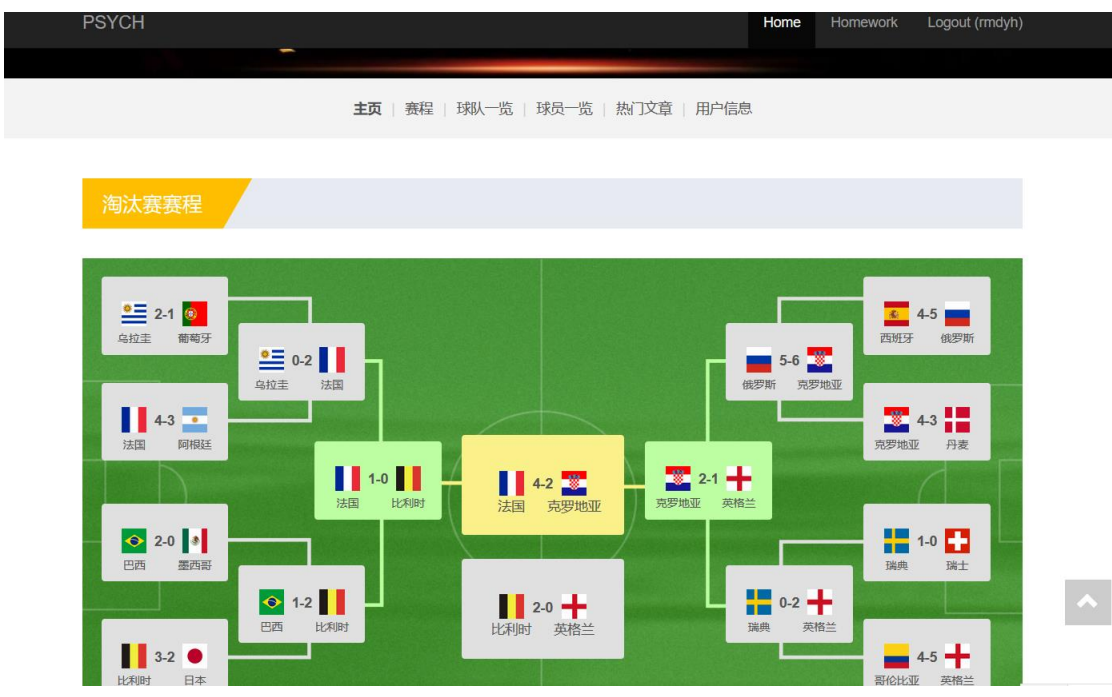 PSYCH Home Homework Logout (rmdyh)
主页 | 赛程 | 球队一览 | 球员一览 | 热门文章 | 用户信息
淘汰赛赛程
2-1
乌拉圭 葡萄牙
0-2
乌拉圭 法国
4-3
法国 阿根廷
1-0
法国 比利时
2-0
巴西 墨西哥
1-2
巴西 比利时
3-2
比利时 日本
4-2
法国 克罗地亚
2-0
比利时 英格兰
4-5
西班牙 俄罗斯
5-6
俄罗斯 克罗地亚
4-3
克罗地亚 丹麦
2-1
克罗地亚 英格兰
1-0
瑞典 瑞士
0-2
瑞典 英格兰
4-5
哥伦比亚 英格兰